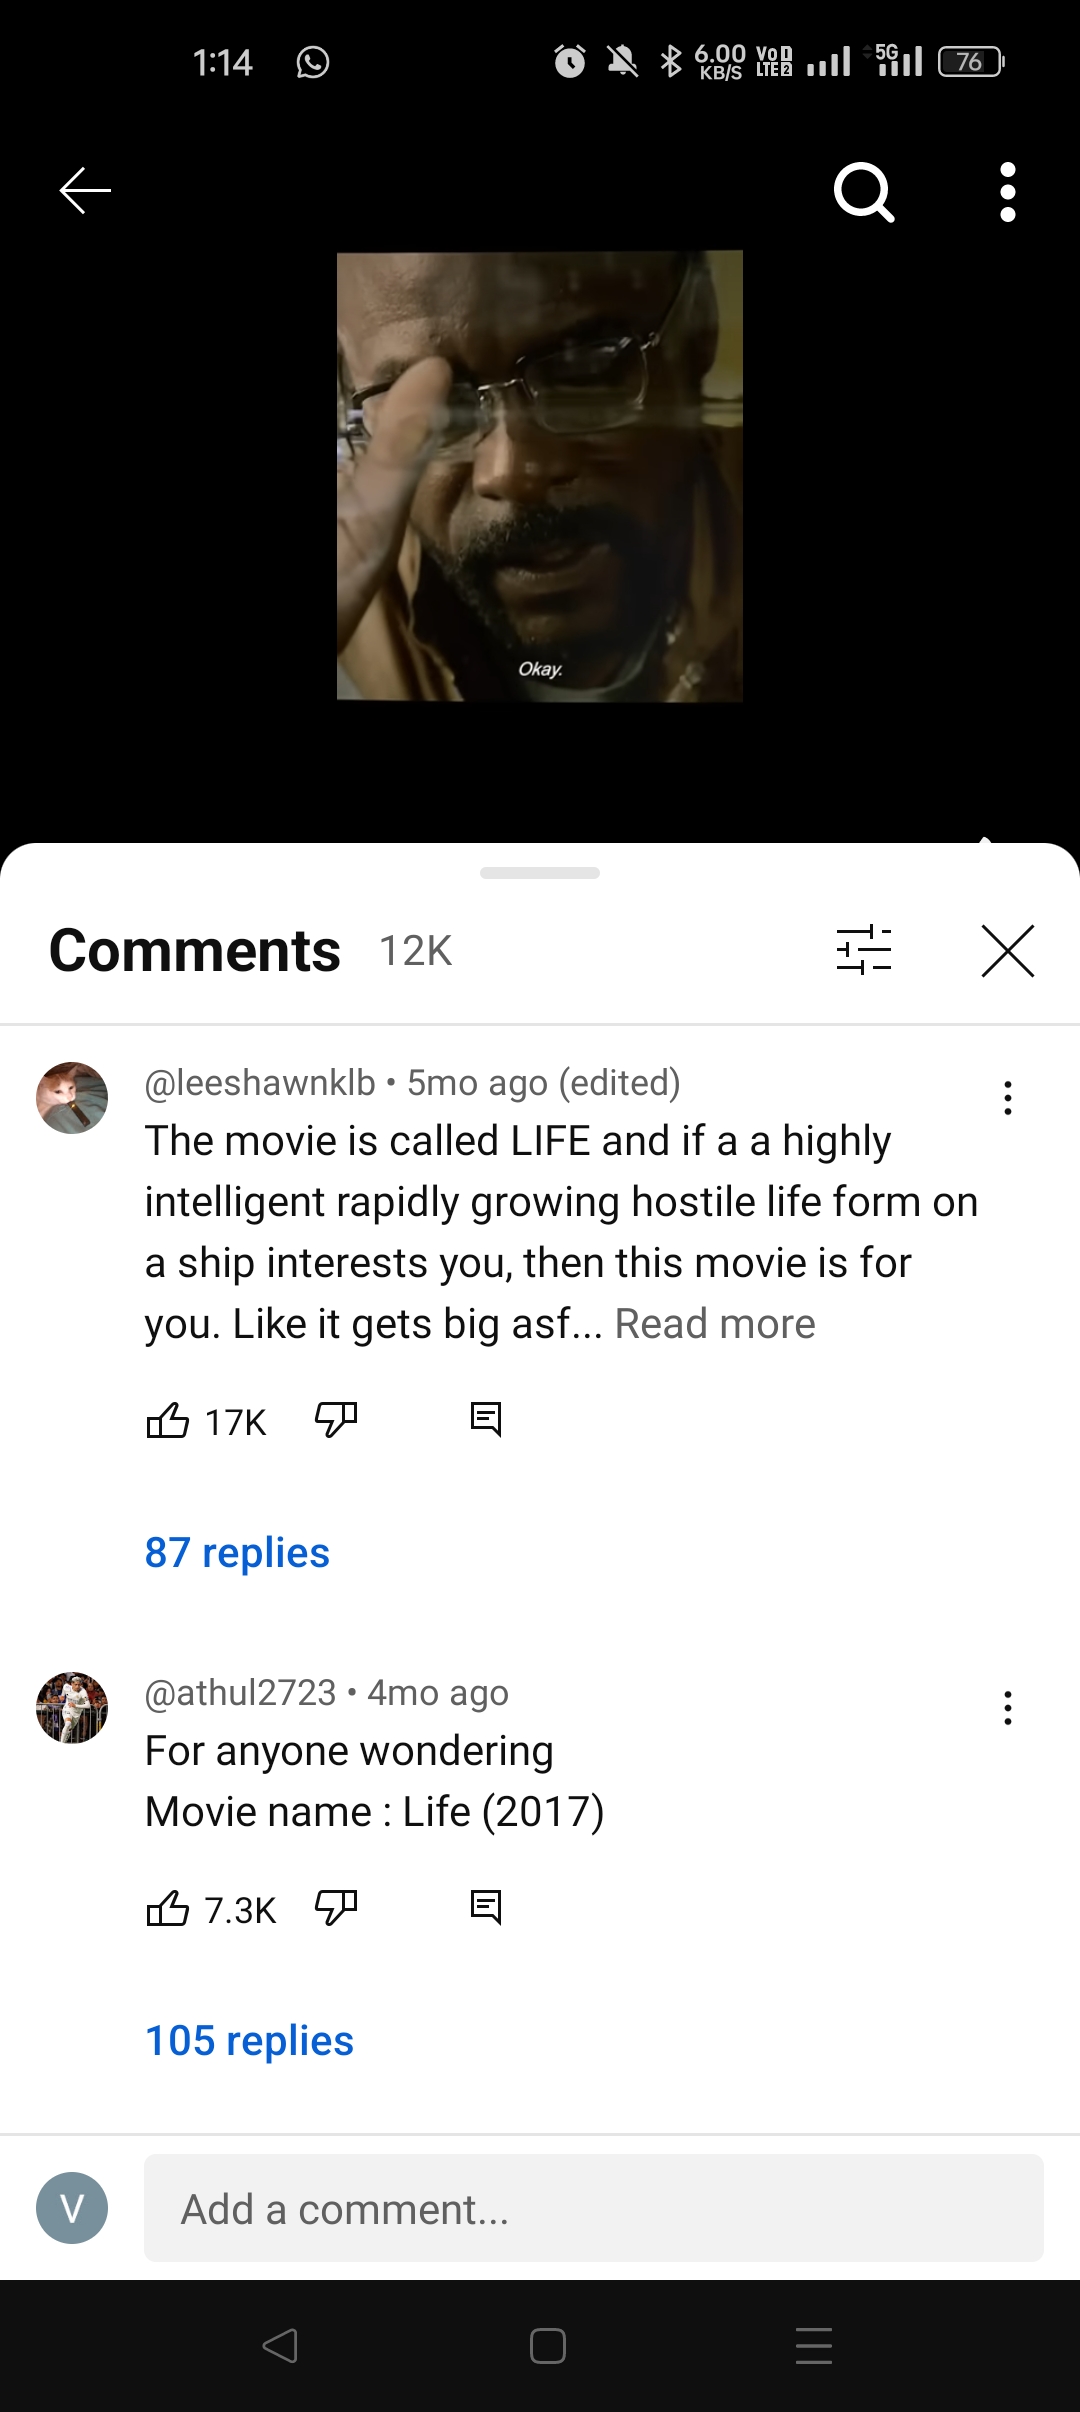 1:14
6.00
KB/S
VoD
LTE 2
5G
76
Okay.
Comments 12K
@leeshawnklb • 5mo ago (edited)
The movie is called LIFE and if a a highly
intelligent rapidly growing hostile life form on
a ship interests you, then this movie is for
you. Like it gets big asf... Read more
17K
87 replies
@athul2723 • 4mo ago
For anyone wondering
Movie name : Life (2017)
7.3K
105 replies
V
Add a comment...